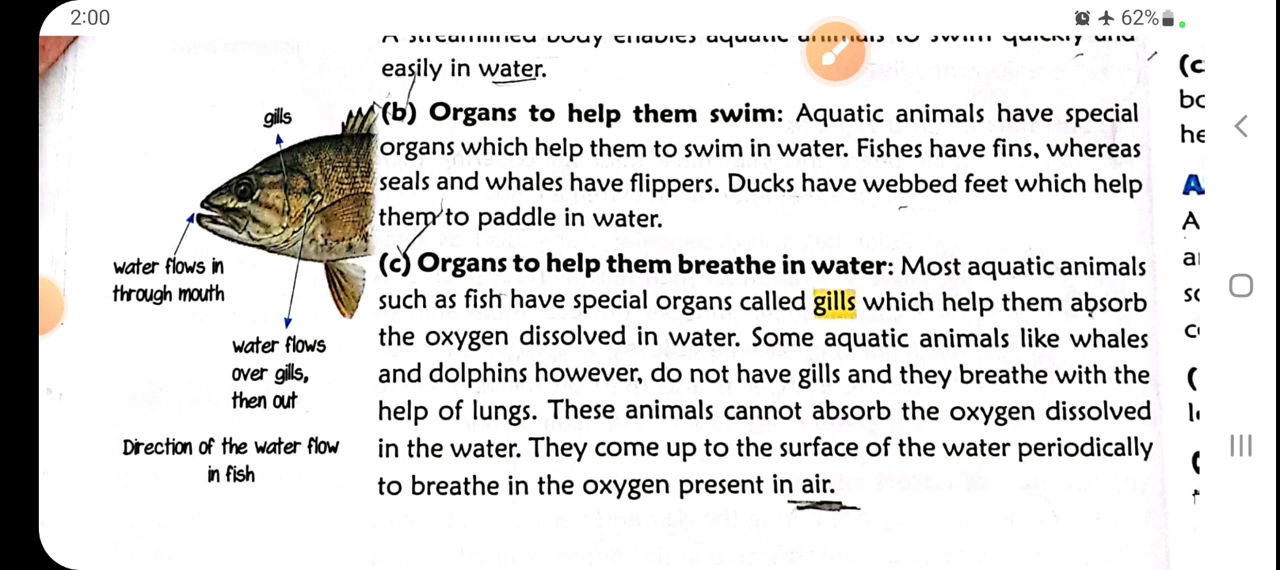 2:00
62%
A streamlined body enables aquatic animals to swim quickly and
easily in water.
(b) Organs to help them swim: Aquatic animals have special
organs which help them to swim in water. Fishes have fins, whereas
seals and whales have flippers. Ducks have webbed feet which help
them to paddle in water.
(c) Organs to help them breathe in water: Most aquatic animals
such as fish have special organs called gills which help them absorb
the oxygen dissolved in water. Some aquatic animals like whales
and dolphins however, do not have gills and they breathe with the
help of lungs. These animals cannot absorb the oxygen dissolved
in the water. They come up to the surface of the water periodically
to breathe in the oxygen present in air.
gills
water flows in
through mouth
water flows
over gills,
then out
Direction of the water flow
in fish
(c
bo
he
A
A